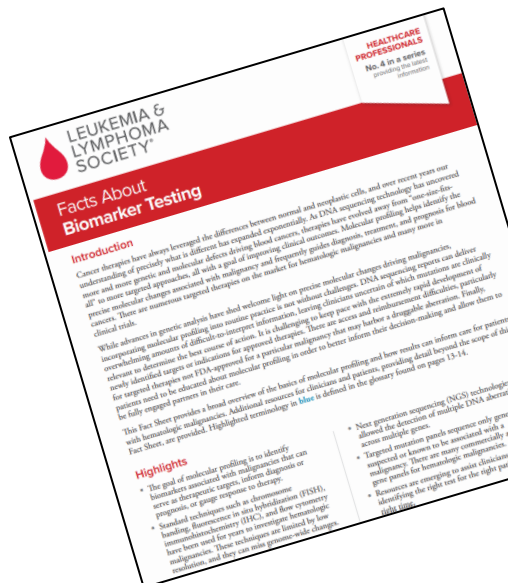 LEUKEMIA &
LYMPHOMA
SOCIETY®
HEALTHCARE
PROFESSIONALS
No. 4 in a series
providing the latest
information
Facts About
Biomarker Testing
Introduction
Cancer therapies have always leveraged the differences between normal and neoplastic cells, and over recent years our
understanding of precisely what is different has expanded exponentially. As DNA sequencing technology has uncovered
more and more genetic and molecular defects driving blood cancers, therapies have evolved away from “one-size-fits-
all” to more targeted approaches, all with a goal of improving clinical outcomes. Molecular profiling helps identify the
precise molecular changes associated with malignancy and frequently guides diagnosis, treatment, and prognosis for blood
cancers. There are numerous targeted therapies on the market for hematologic malignancies and many more in
clinical trials.
While advances in genetic analysis have shed welcome light on precise molecular changes driving malignancies,
incorporating molecular profiling into routine practice is not without challenges. DNA sequencing reports can deliver
overwhelming amounts of difficult-to interpret information, leaving clinicians uncertain of which mutations are clinically
relevant to determine the best course of action. It is challenging to keep pace with the extremely rapid development of
newly identified targets or indications for approved therapies. There are access and reimbursement difficulties, particularly
for targeted therapies not FDA-approved for a particular malignancy that may harbor a druggable aberration. Finally,
patients need to be educated about molecular profiling in order to better inform their decision-making and allow them to
be fully engaged partners in their care.
This Fact Sheet provides a broad overview of the basics of molecular profiling and how results can inform care for patients
with hematologic malignancies. Additional resources for clinicians and patients, providing detail beyond the scope of this
Fact Sheet, are provided. Highlighted terminology in blue is defined in the glossary found on pages 13-14.
Highlights
• The goal of molecular profiling is to identify
biomarkers associated with malignancies that can
serve as therapeutic targets, inform diagnosis or
prognosis, or gauge response to therapy.
• Standard techniques such as chromosome
banding, fluorescence in situ hybridization (FISH),
immunohistochemistry (IHC), and flow cytometry
have been used for years to investigate hematologic
malignancies. These techniques are limited by low
resolution, and they can miss genome-wide changes.
• Next generation sequencing (NGS) technologies
allowed the detection of multiple DNA
across multiple genes.
• Targeted mutation panels sequence only
suspected or known to be associated with a
malignancy. There are many commercially
gene panels for hematologic malignancies.
• Resources are emerging to assist
identifying the right test for the right
right time.